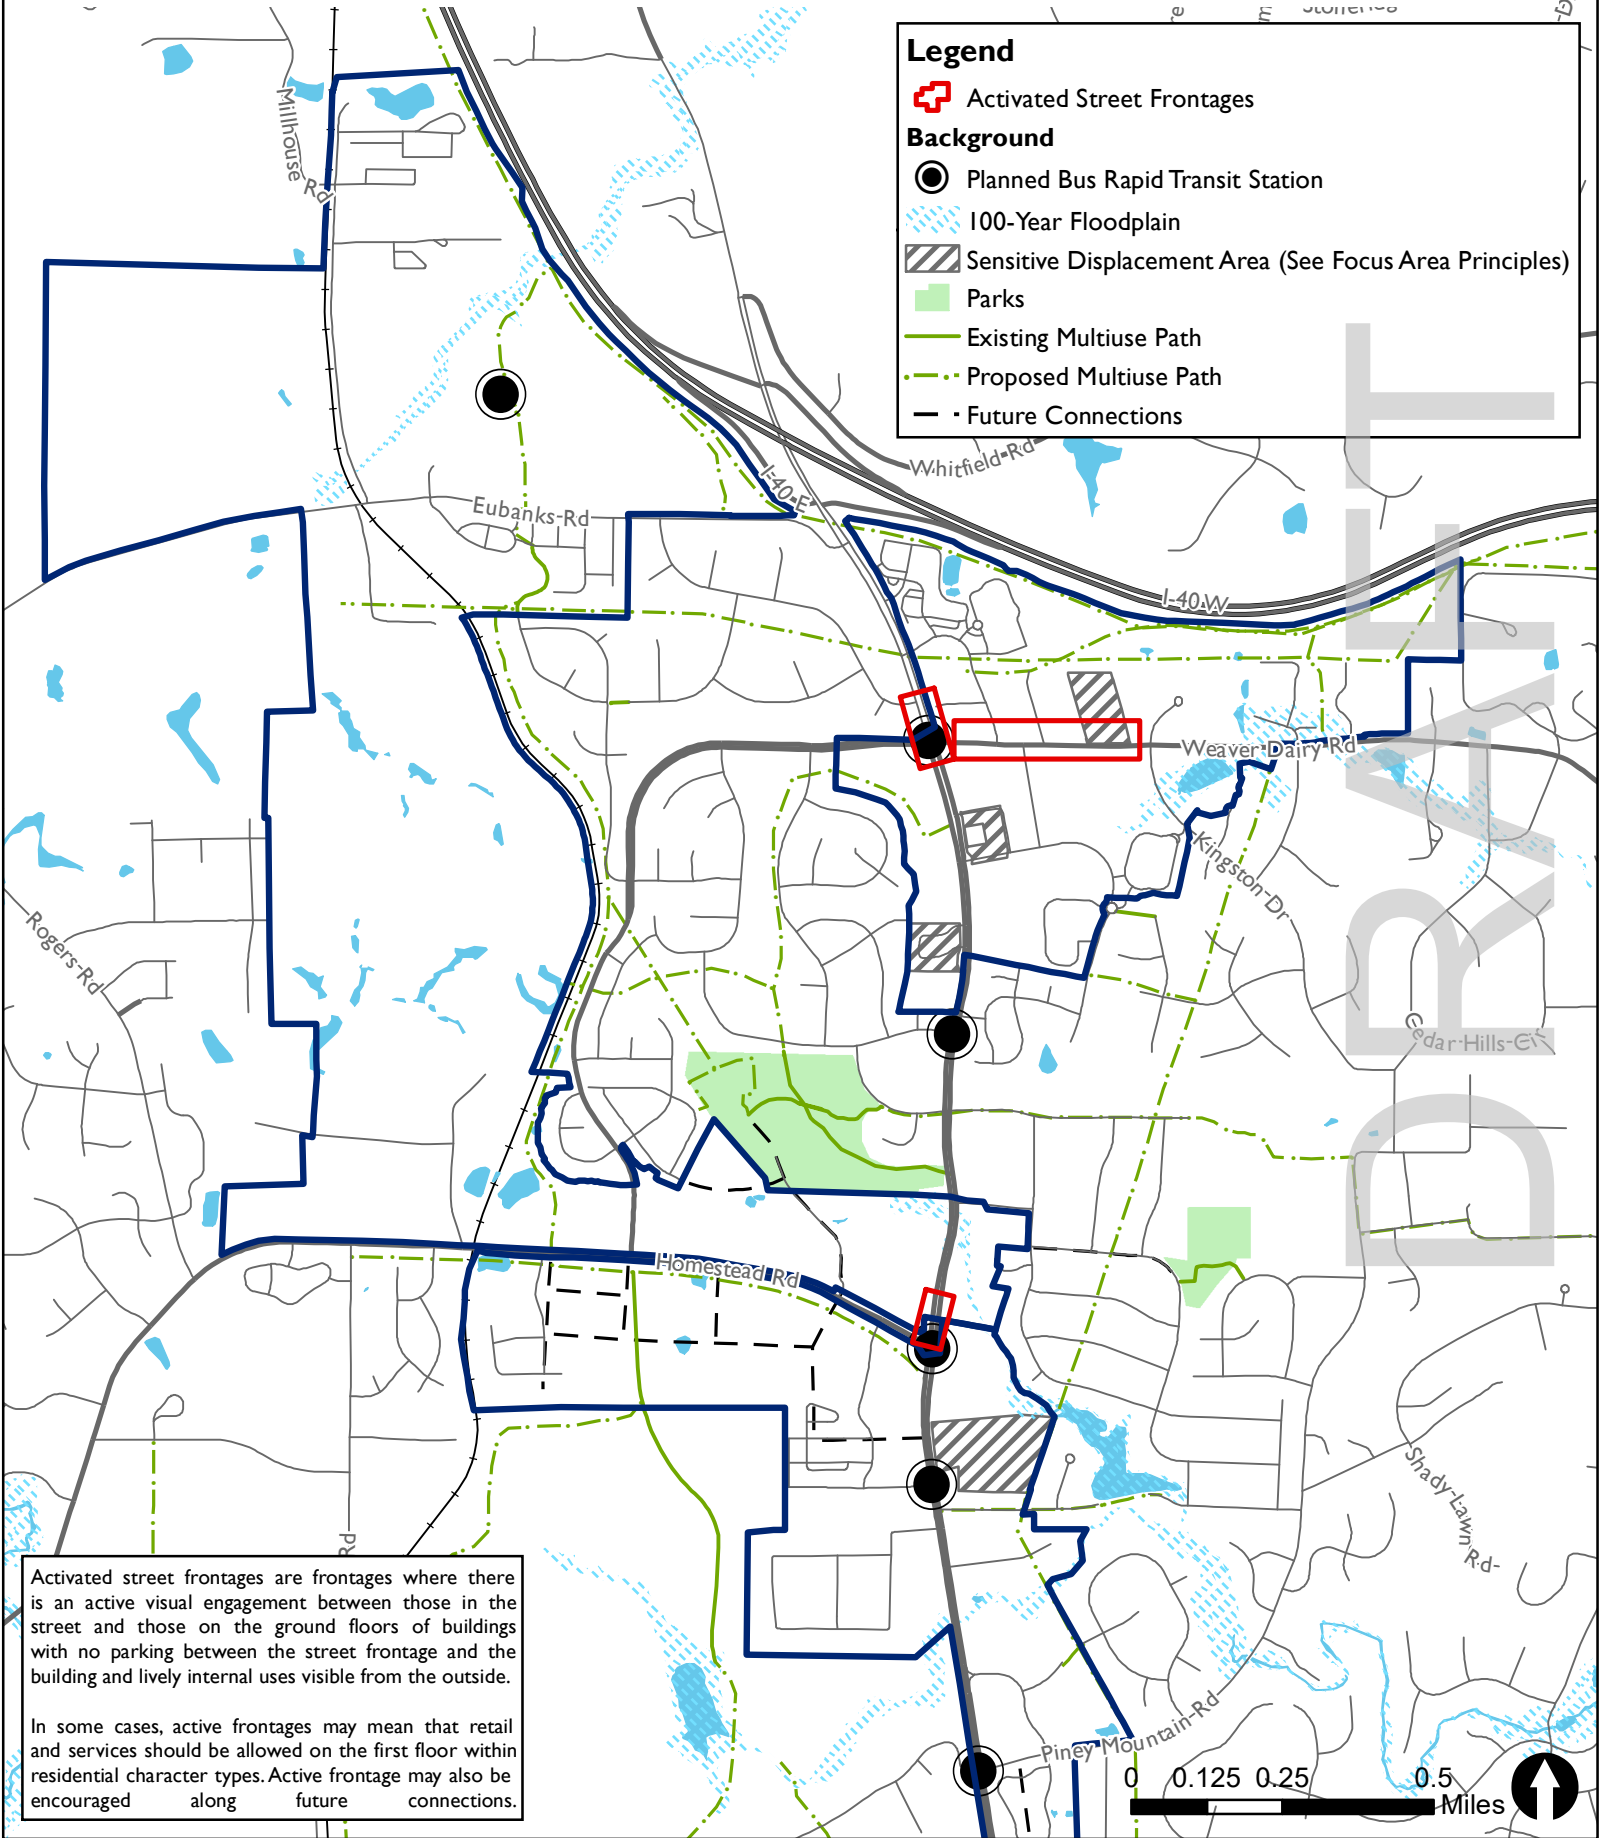 Legend
Activated Street Frontages
Background
Planned Bus Rapid Transit Station
100-Year Floodplain
Sensitive Displacement Area (See Focus Area Principles)
Parks
Existing Multiuse Path
Proposed Multiuse Path
Future Connections
Millhouse Rd
Whitfield-Rd
I-40-E
Eubanks-Rd
I-40-W
Weaver Dairy Rd
Kingston-Dr
Rogers-Rd
Cedar-Hills-Cir
Homestead Rd
Shady-Lawn Rd-
Rd
Piney Mountain-Rd
DRAFT
Activated street frontages are frontages where there
is an active visual engagement between those in the
street and those on the ground floors of buildings
with no parking between the street frontage and the
building and lively internal uses visible from the outside.
In some cases, active frontages may mean that retail
and services should be allowed on the first floor within
residential character types. Active frontage may also be
encouraged along future connections.
0 0.125 0.25 0.5
Miles